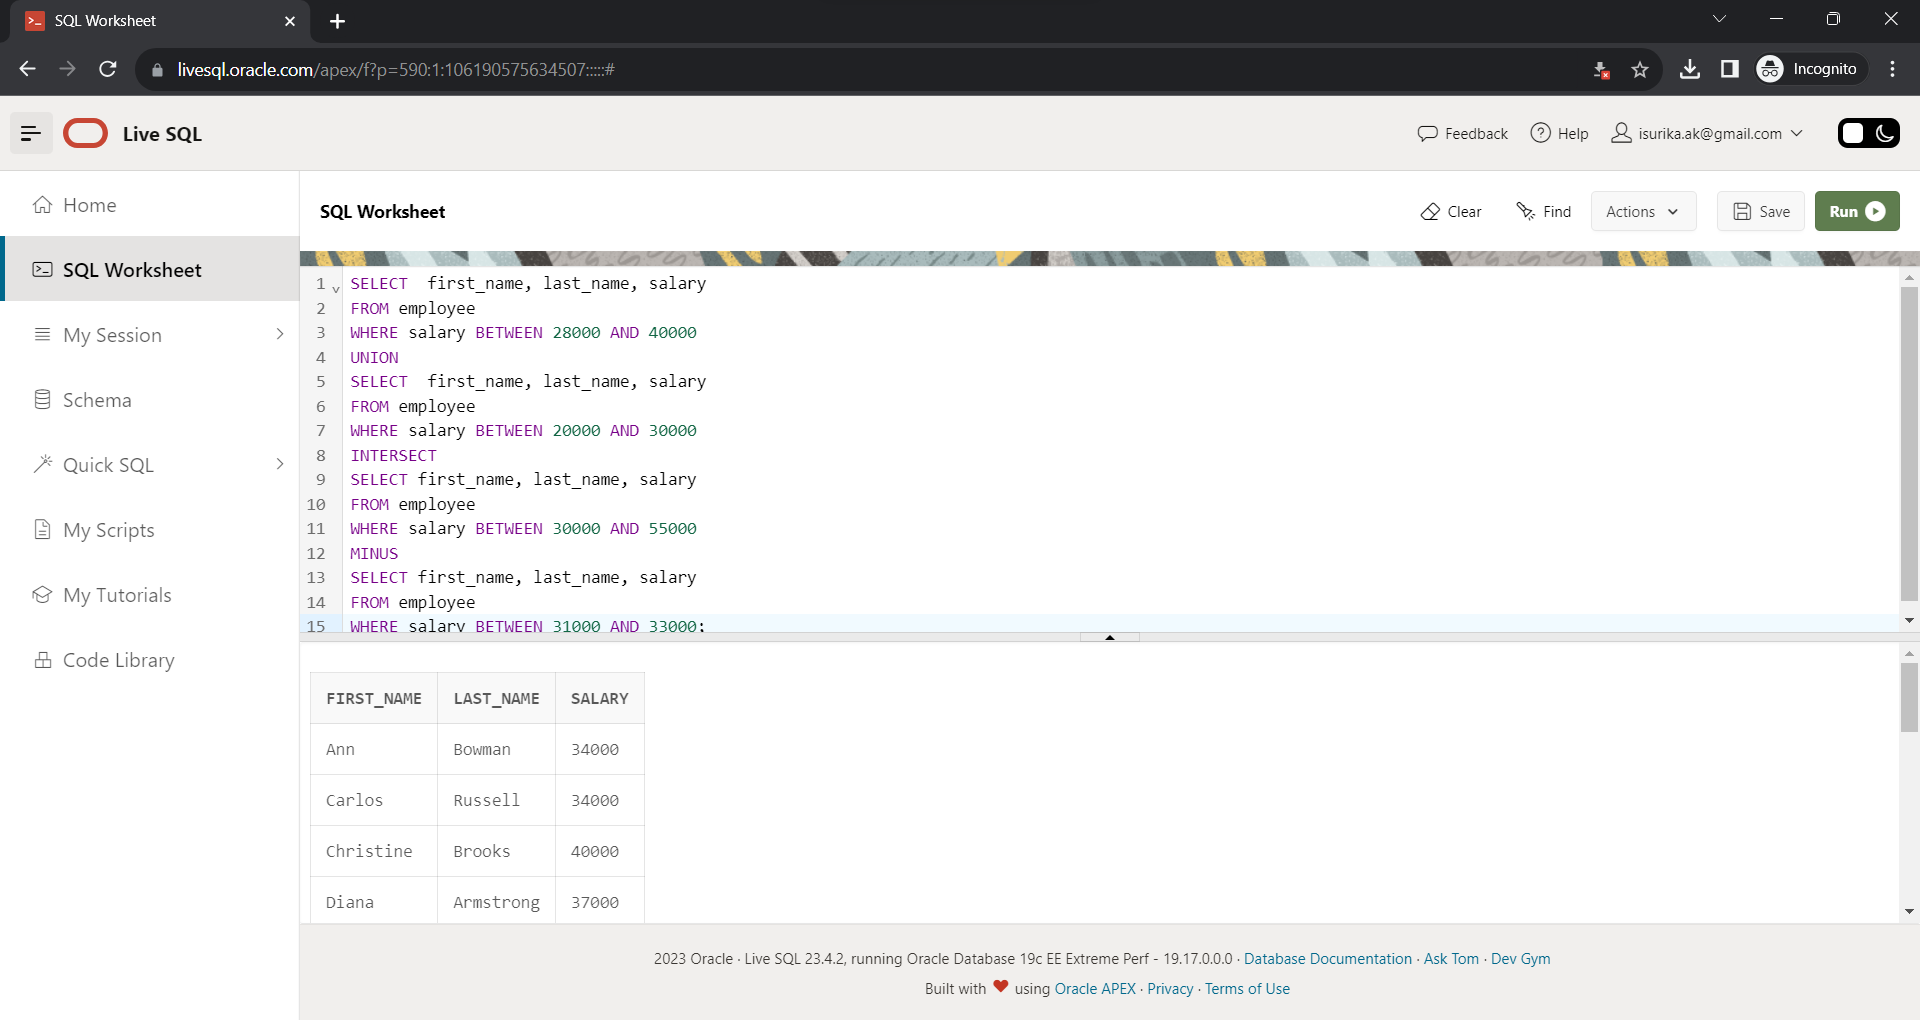 SQL Worksheet
livesql.oracle.com/apex/f?p=590:1:106190575634507:::::#
Incognito
Live SQL
Feedback
Help
isurika.ak@gmail.com
Home
SQL Worksheet
My Session
Schema
Quick SQL
My Scripts
My Tutorials
Code Library
SQL Worksheet
Clear
Find
Actions
Save
Run
1 SELECT  first_name, last_name, salary
2 FROM employee
3 WHERE salary BETWEEN 28000 AND 40000
4 UNION
5 SELECT  first_name, last_name, salary
6 FROM employee
7 WHERE salary BETWEEN 20000 AND 30000
8 INTERSECT
9 SELECT first_name, last_name, salary
10 FROM employee
11 WHERE salary BETWEEN 30000 AND 55000
12 MINUS
13 SELECT first_name, last_name, salary
14 FROM employee
15 WHERE salary BETWEEN 31000 AND 33000;
FIRST_NAME LAST_NAME SALARY
Ann Bowman 34000
Carlos Russell 34000
Christine Brooks 40000
Diana Armstrong 37000
2023 Oracle · Live SQL 23.4.2, running Oracle Database 19c EE Extreme Perf - 19.17.0.0.0 · Database Documentation · Ask Tom · Dev Gym
Built with ❤ using Oracle APEX · Privacy · Terms of Use